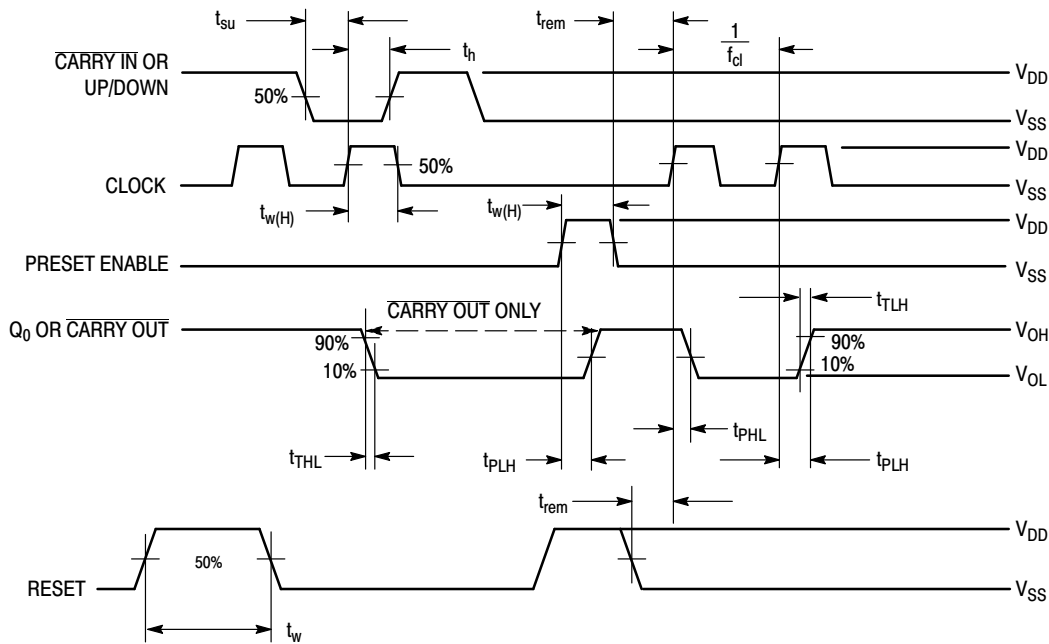 t_su
t_rem
1
f_cl
t_h
CARRY IN OR
UP/DOWN
50%
V_DD
V_SS
CLOCK
50%
V_DD
V_SS
t_w(H)
t_w(H)
V_DD
PRESET ENABLE
V_SS
CARRY OUT ONLY
t_TLH
Q_0 OR CARRY OUT
90%
10%
V_OH
90%
10%
V_OL
t_THL
t_PLH
t_PHL
t_PLH
t_rem
V_DD
RESET
50%
V_SS
t_w